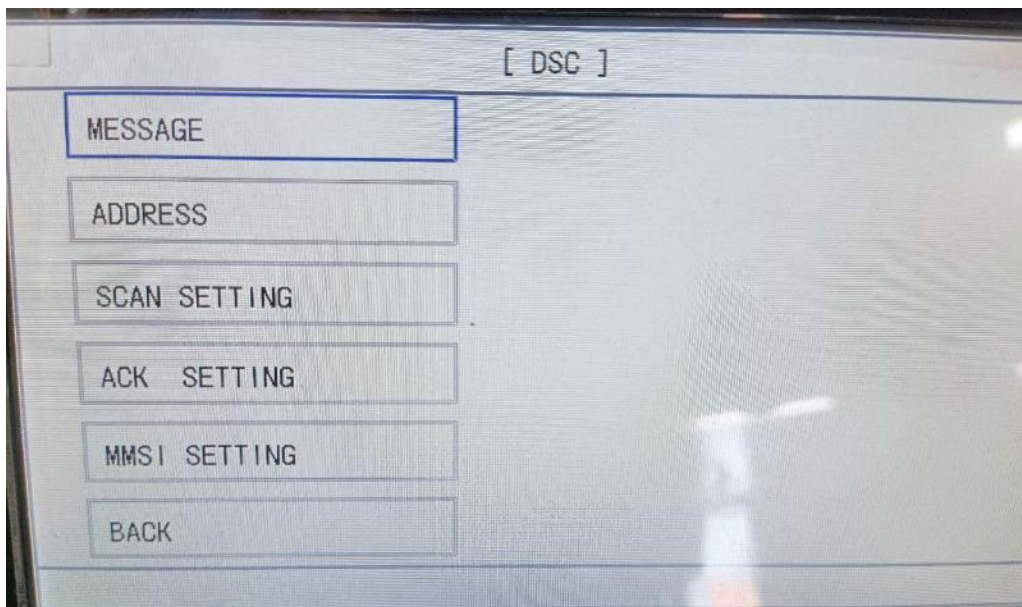 [ DSC ]
MESSAGE
ADDRESS
SCAN SETTING
ACK SETTING
MMSI SETTING
BACK